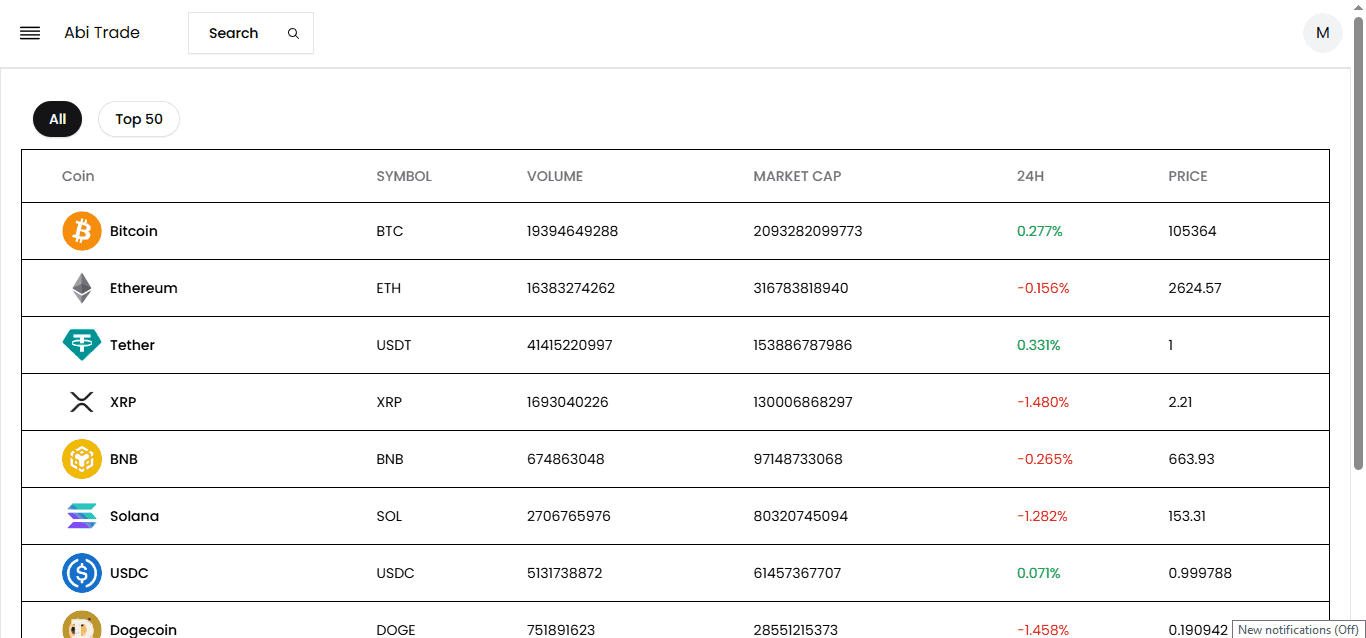 Abi Trade Search M
All Top 50
Coin SYMBOL VOLUME MARKET CAP 24H PRICE
Bitcoin BTC 19394649288 2093282099773 0.277% 105364
Ethereum ETH 16383274262 316783818940 -0.156% 2624.57
Tether USDT 41415220997 153886787986 0.331% 1
XRP XRP 1693040226 130006868297 -1.480% 2.21
BNB BNB 674863048 97148733068 -0.265% 663.93
Solana SOL 2706765976 80320745094 -1.282% 153.31
USDC USDC 5131738872 61457367707 0.071% 0.999788
Dogecoin DOGE 751891623 28551215373 -1.458% 0.190942
New notifications (Off)